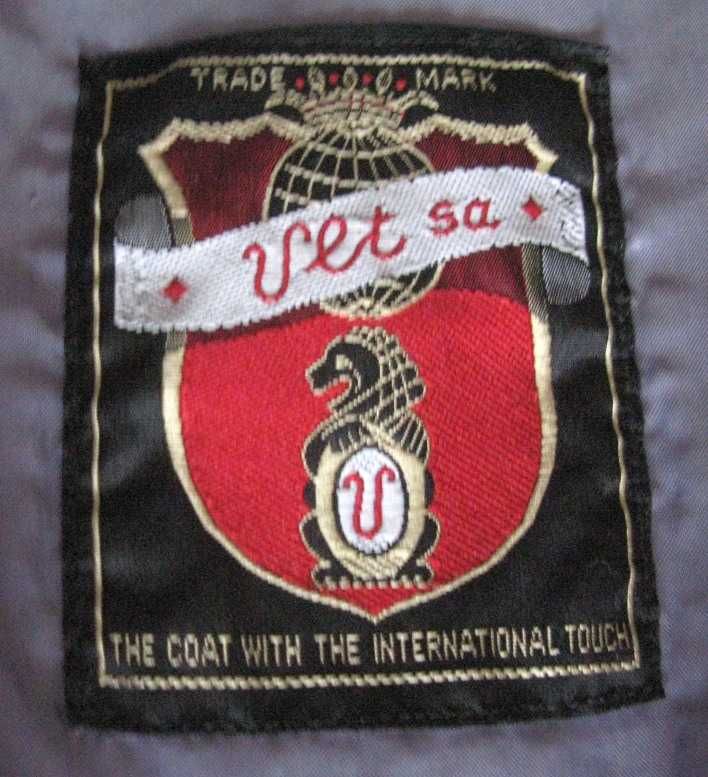 TRADE MARK
Vet sa
V
THE COAT WITH THE INTERNATIONAL TOUCH